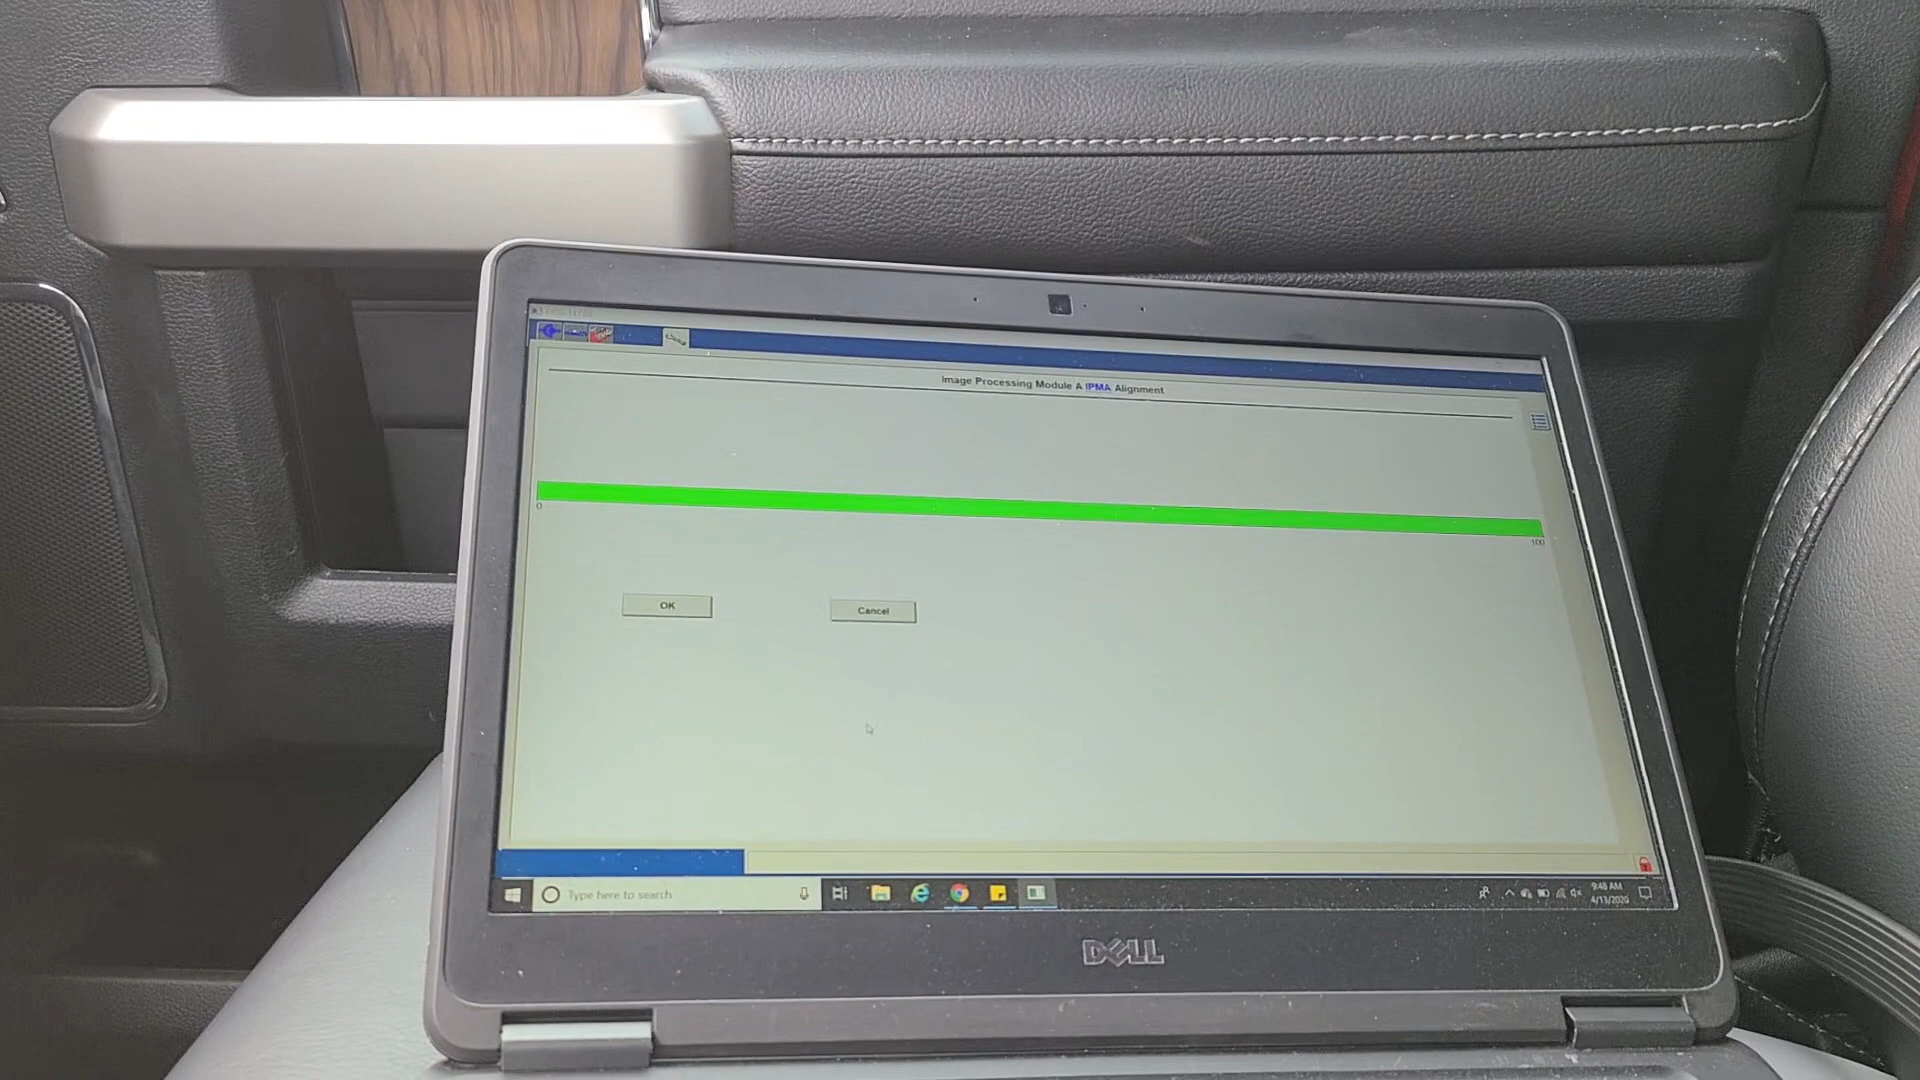 Image Processing Module A IPMA Alignment
0
100
OK
Cancel
Type here to search
9:48 AM
4/13/2020
DELL